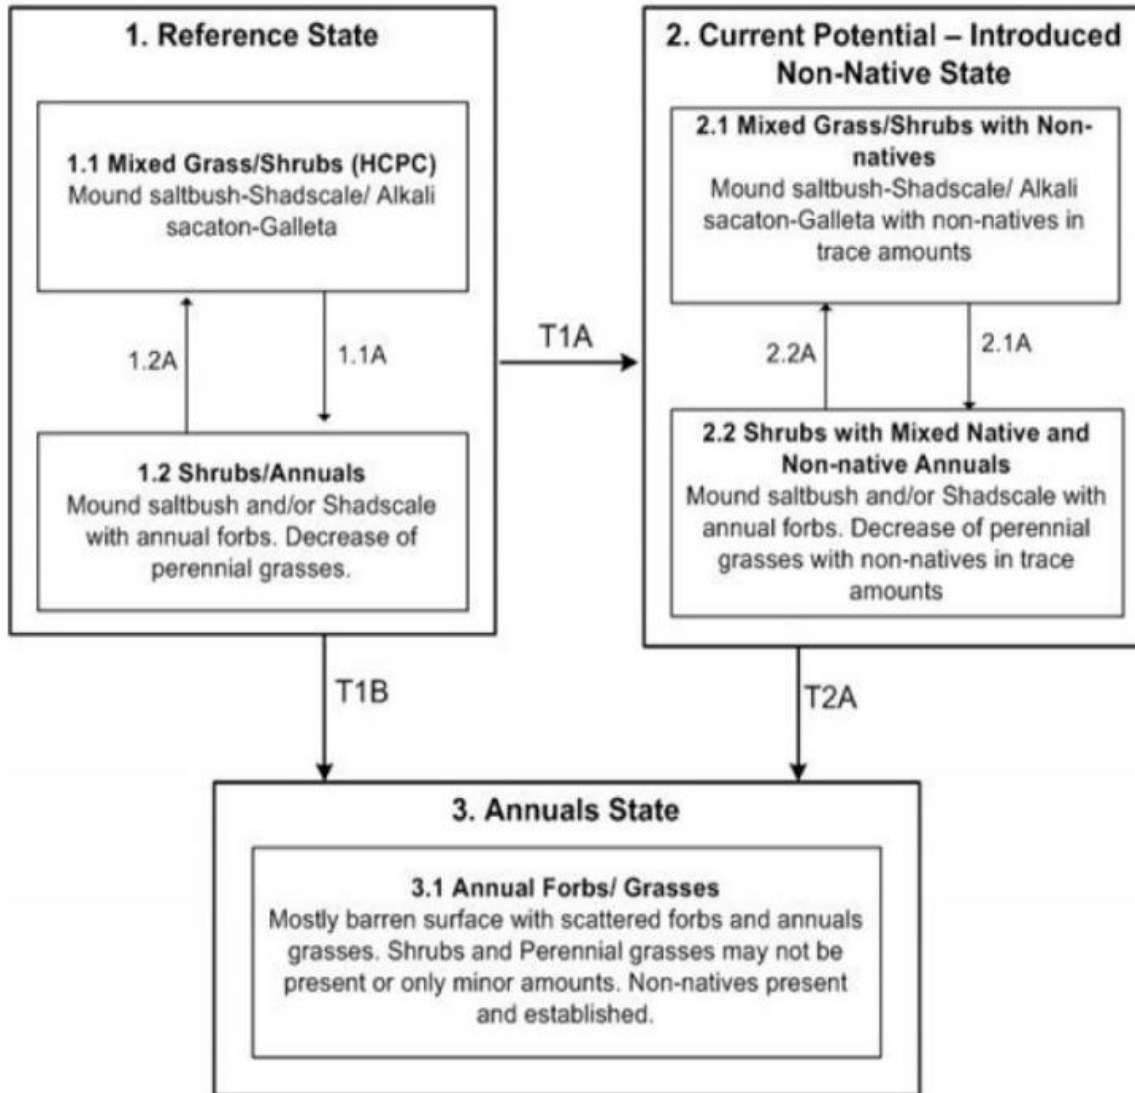 1. Reference State
1.1 Mixed Grass/Shrubs (HCPC)
Mound saltbush-Shadscale/ Alkali
sacaton-Galleta
1.2A
1.1A
1.2 Shrubs/Annuals
Mound saltbush and/or Shadscale
with annual forbs. Decrease of
perennial grasses.
T1A
2. Current Potential – Introduced
Non-Native State
2.1 Mixed Grass/Shrubs with Non-
natives
Mound saltbush-Shadscale/ Alkali
sacaton-Galleta with non-natives in
trace amounts
2.2A
2.1A
2.2 Shrubs with Mixed Native and
Non-native Annuals
Mound saltbush and/or Shadscale with
annual forbs. Decrease of perennial
grasses with non-natives in trace
amounts
T1B
T2A
3. Annuals State
3.1 Annual Forbs/ Grasses
Mostly barren surface with scattered forbs and annuals
grasses. Shrubs and Perennial grasses may not be
present or only minor amounts. Non-natives present
and established.